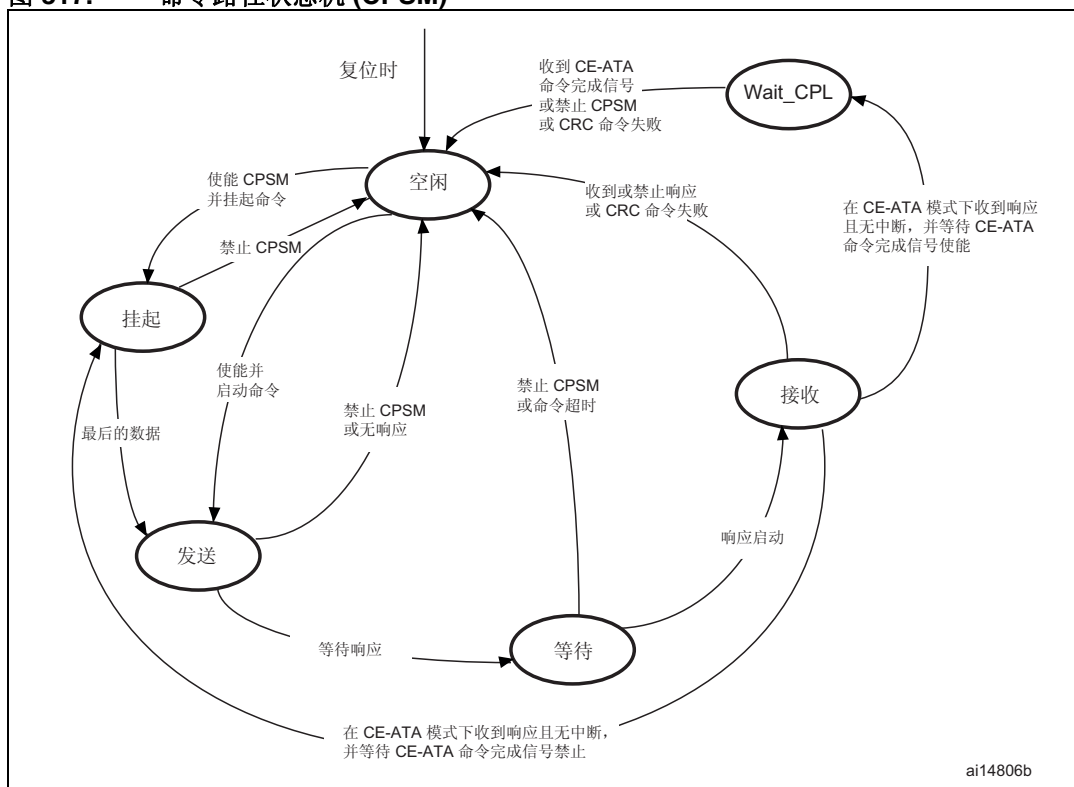 图 317. 命令路径状态机 (CPSM)
复位时
收到 CE-ATA
命令完成信号
或禁止 CPSM
或 CRC 命令失败
Wait_CPL
空闲
使能 CPSM
并挂起命令
收到或禁止响应
或 CRC 命令失败
在 CE-ATA 模式下收到响应
且无中断，并等待 CE-ATA
命令完成信号使能
禁止 CPSM
挂起
使能并
启动命令
禁止 CPSM
或命令超时
接收
禁止 CPSM
或无响应
最后的数据
发送
响应启动
等待响应
等待
在 CE-ATA 模式下收到响应且无中断，
并等待 CE-ATA 命令完成信号禁止
ai14806b